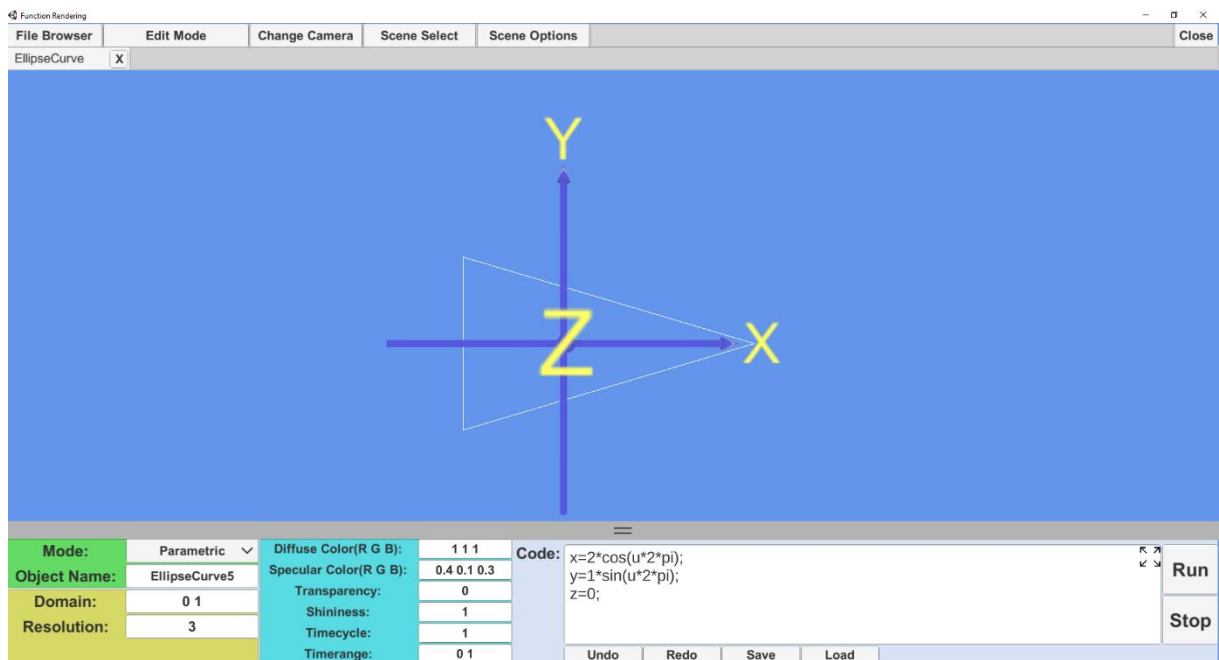 Function Rendering
File Browser Edit Mode Change Camera Scene Select Scene Options Close
EllipseCurve X
Y
Z X
Mode: Parametric
Object Name: EllipseCurve5
Domain: 0 1
Resolution: 3
Diffuse Color(R G B): 1 1 1
Specular Color(R G B): 0.4 0.1 0.3
Transparency: 0
Shininess: 1
Timecycle: 1
Timerange: 0 1
Code: x=2*cos(u*2*pi);
y=1*sin(u*2*pi);
z=0;
Run
Stop
Undo Redo Save Load